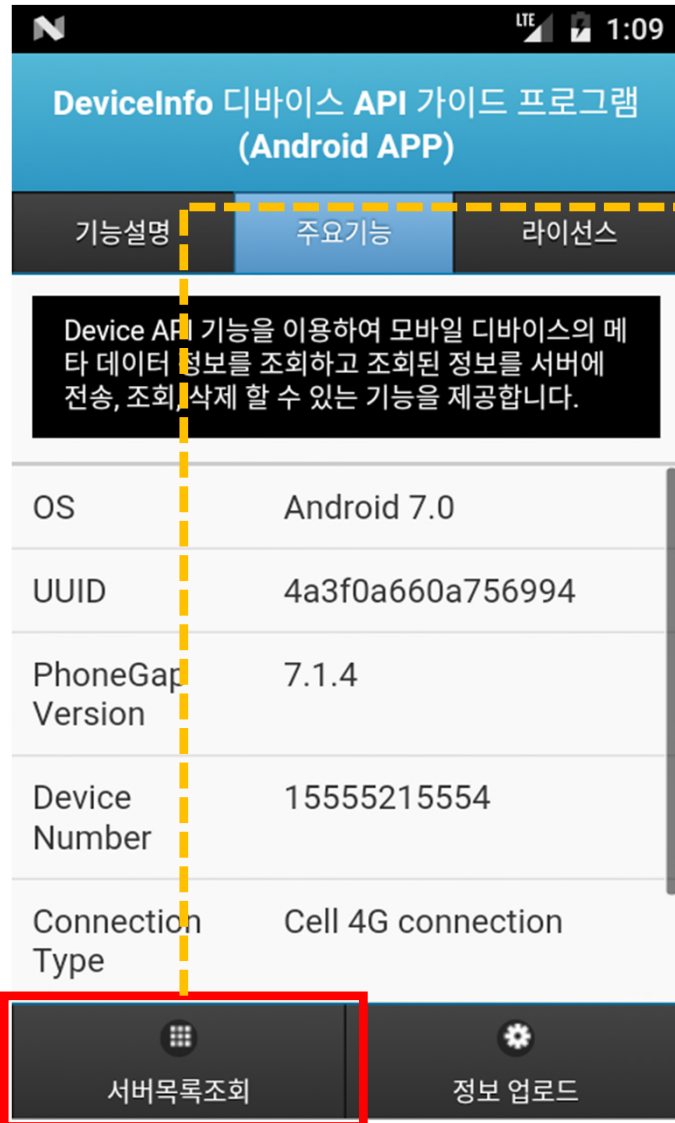 LTE 1:09
DeviceInfo 디바이스 API 가이드 프로그램
(Android APP)
기능설명 주요기능 라이선스
Device API 기능을 이용하여 모바일 디바이스의 메
타 데이터 정보를 조회하고 조회된 정보를 서버에
전송, 조회, 삭제 할 수 있는 기능을 제공합니다.
OS Android 7.0
UUID 4a3f0a660a756994
PhoneGap 7.1.4
Version
Device 15555215554
Number
Connection Cell 4G connection
Type
서버목록조회 정보 업로드